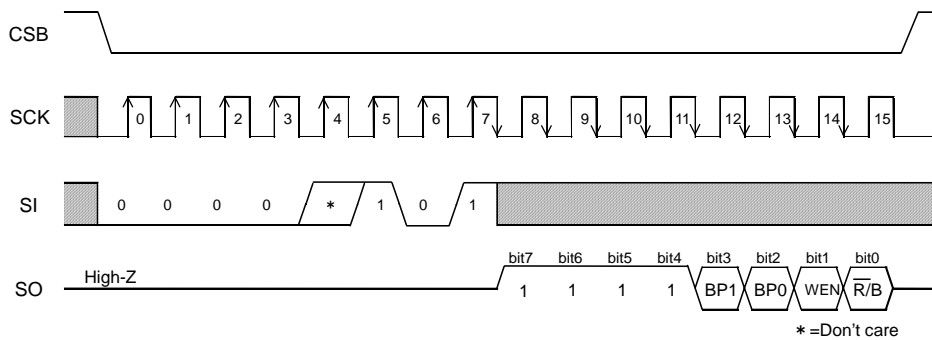 CSB
SCK 0 1 2 3 4 5 6 7 8 9 10 11 12 13 14 15
SI 0 0 0 0 * 1 0 1
bit7 bit6 bit5 bit4 bit3 bit2 bit1 bit0
SO High-Z 1 1 1 1 BP1 BP0 WEN R̅/B
* =Don't care